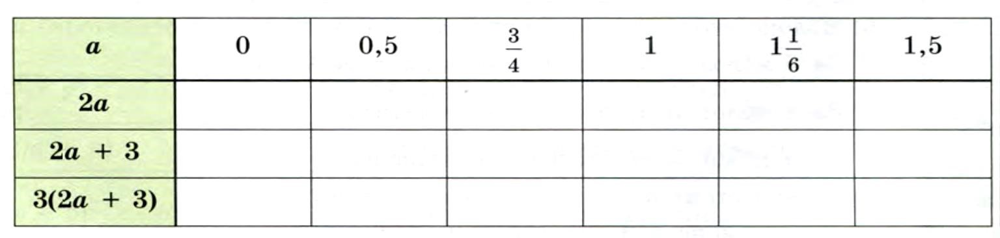 a 0 0,5 3/4 1 1 1/6 1,5
2a
2a + 3
3(2a + 3)